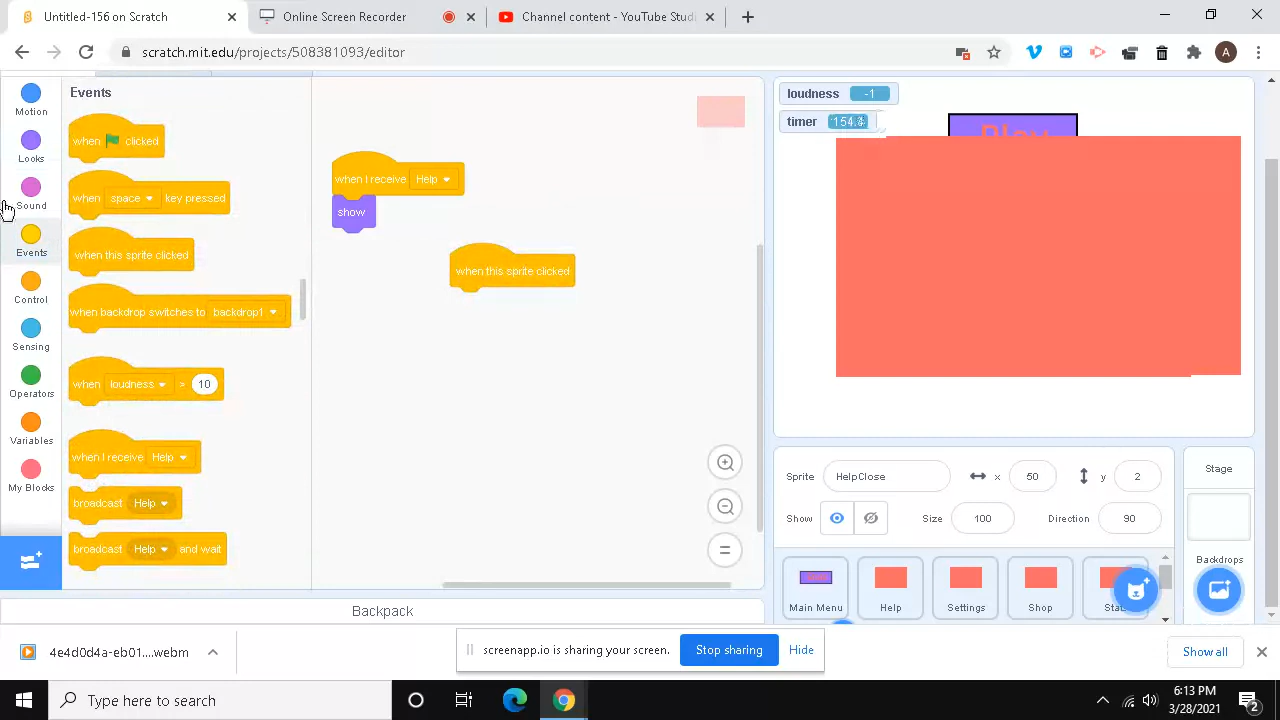 Untitled-156 on Scratch
Online Screen Recorder
Channel content - YouTube Studi
scratch.mit.edu/projects/508381093/editor
A
Motion
Looks
Sound
Events
Control
Sensing
Operators
Variables
My Blocks
Events
when clicked
when space key pressed
when this sprite clicked
when backdrop switches to backdrop1
when loudness > 10
when I receive Help
broadcast Help
broadcast Help and wait
when I receive Help
show
when this sprite clicked
loudness -1
timer
Play
Sprite HelpClose x 50 y 2
Show Size 100 Direction 90
Stage
Backdrops
Main Menu
Help
Settings
Shop
Backpack
4e4d0d4a-eb01....webm
screenapp.io is sharing your screen.
Stop sharing
Hide
Show all
Type here to search
6:13 PM
3/28/2021
2